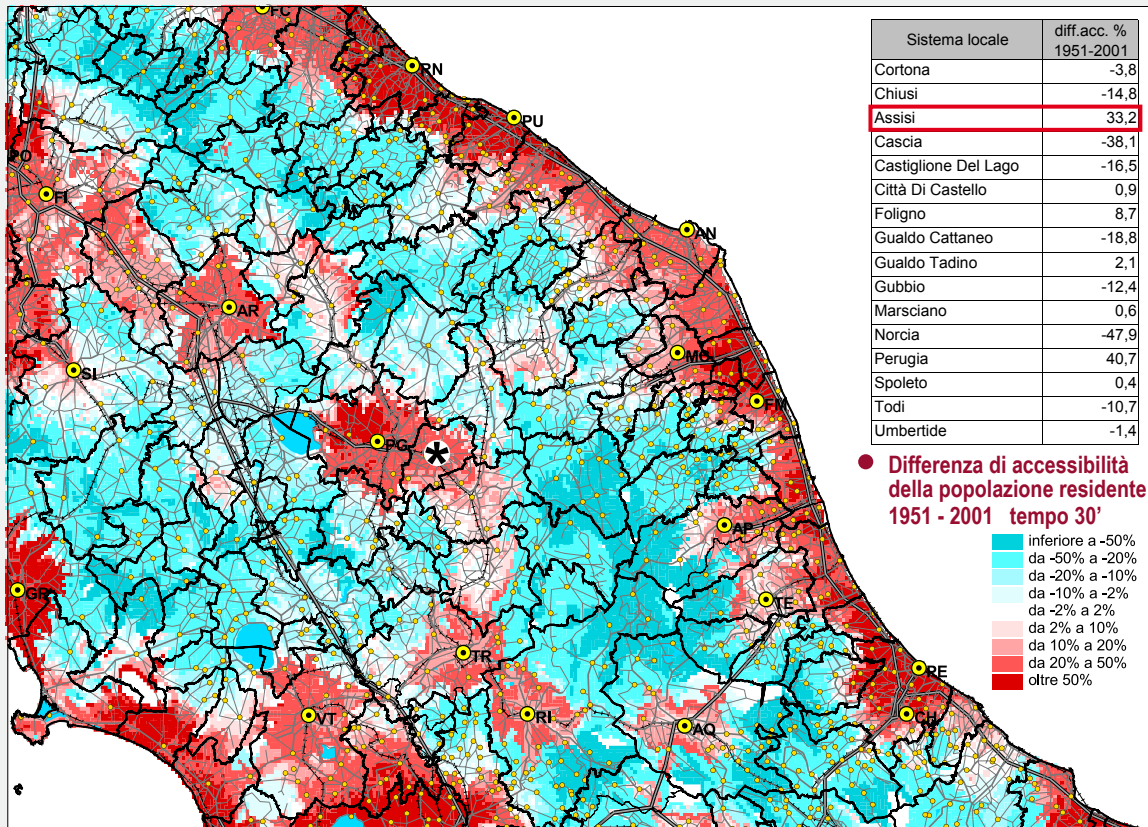 Sistema locale
diff.acc. %
1951-2001
Cortona -3,8
Chiusi -14,8
Assisi 33,2
Cascia -38,1
Castiglione Del Lago -16,5
Città Di Castello 0,9
Foligno 8,7
Gualdo Cattaneo -18,8
Gualdo Tadino 2,1
Gubbio -12,4
Marsciano 0,6
Norcia -47,9
Perugia 40,7
Spoleto 0,4
Todi -10,7
Umbertide -1,4
Differenza di accessibilità
della popolazione residente
1951 - 2001 tempo 30'
inferiore a -50%
da -50% a -20%
da -20% a -10%
da -10% a -2%
da -2% a 2%
da 2% a 10%
da 10% a 20%
da 20% a 50%
oltre 50%
FC
RN
PU
PO
FI
AN
AR
MC
SI
PG
*
AP
GR
TE
TR
PE
VT
RI
AQ
CH